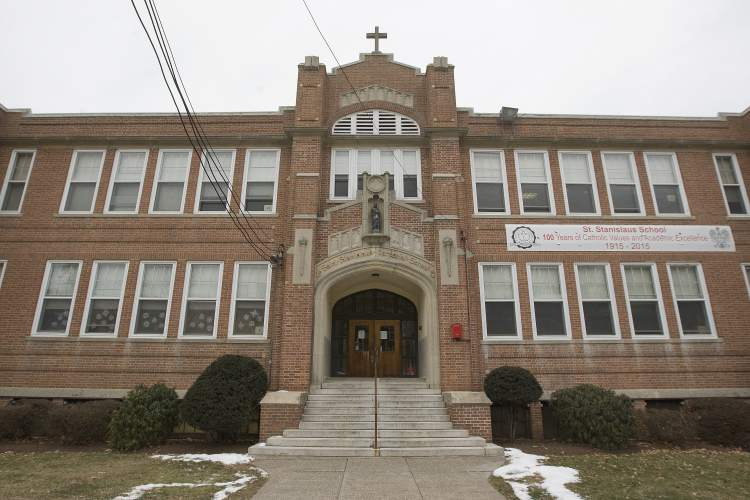 St. Stanislaus School
100 Years of Catholic Values and Academic Excellence
1915 - 2015